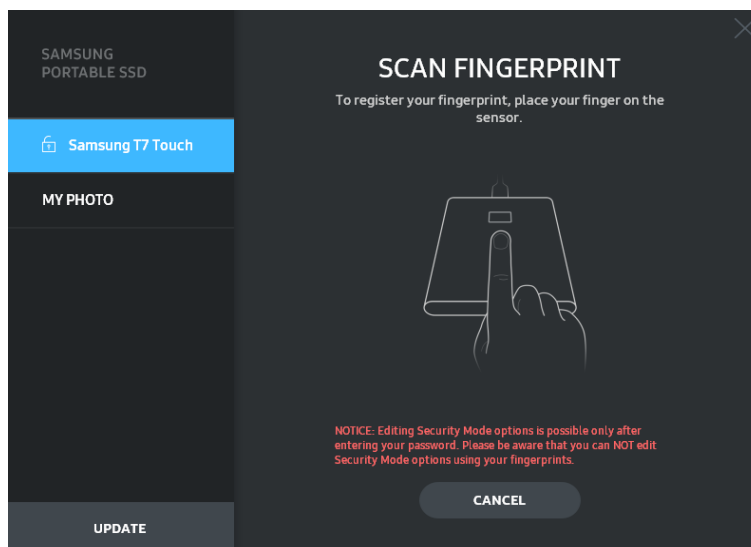 SAMSUNG
PORTABLE SSD
Samsung T7 Touch
MY PHOTO
UPDATE
SCAN FINGERPRINT
To register your fingerprint, place your finger on the
sensor.
NOTICE: Editing Security Mode options is possible only after
entering your password. Please be aware that you can NOT edit
Security Mode options using your fingerprints.
CANCEL